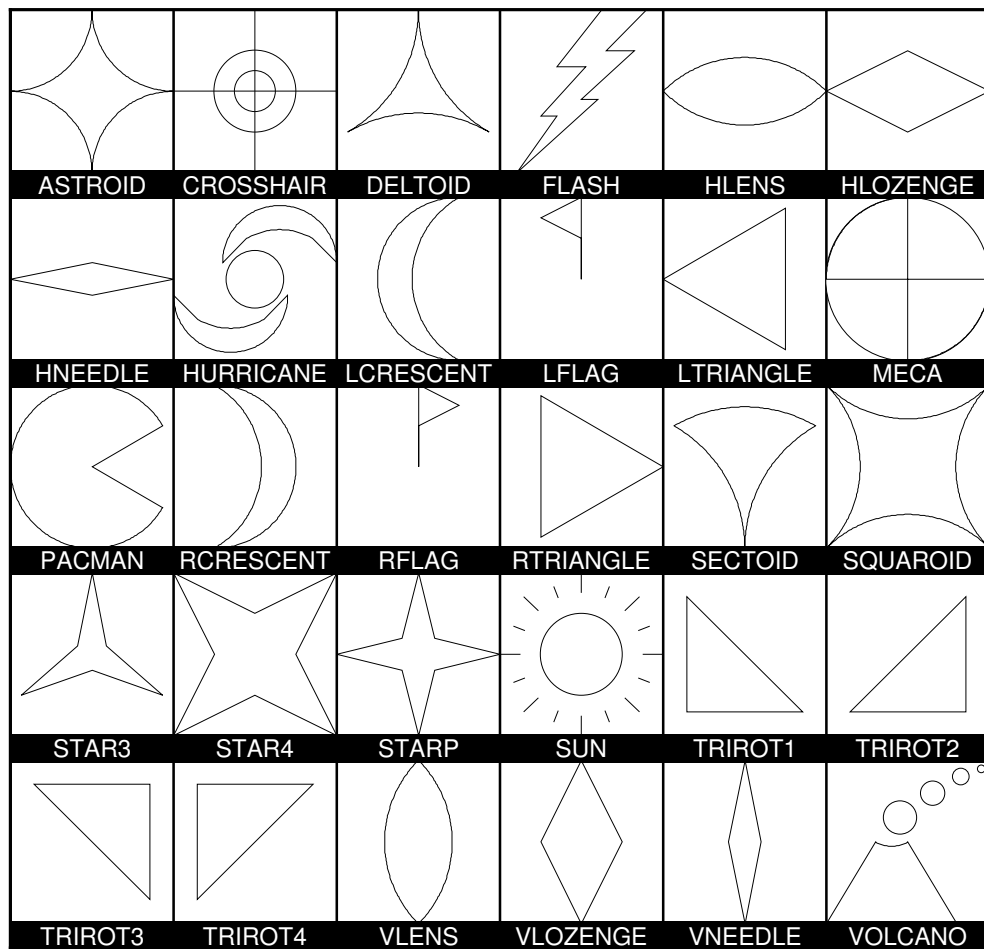 ASTROID CROSSHAIR DELTOID FLASH HLENS HLOZENGE
HNEEDLE HURRICANE LCRESCENT LFLAG LTRIANGLE MECA
PACMAN RCRESCENT RFLAG RTRIANGLE SECTOID SQUAROID
STAR3 STAR4 STARP SUN TRIROT1 TRIROT2
TRIROT3 TRIROT4 VLENS VLOZENGE VNEEDLE VOLCANO